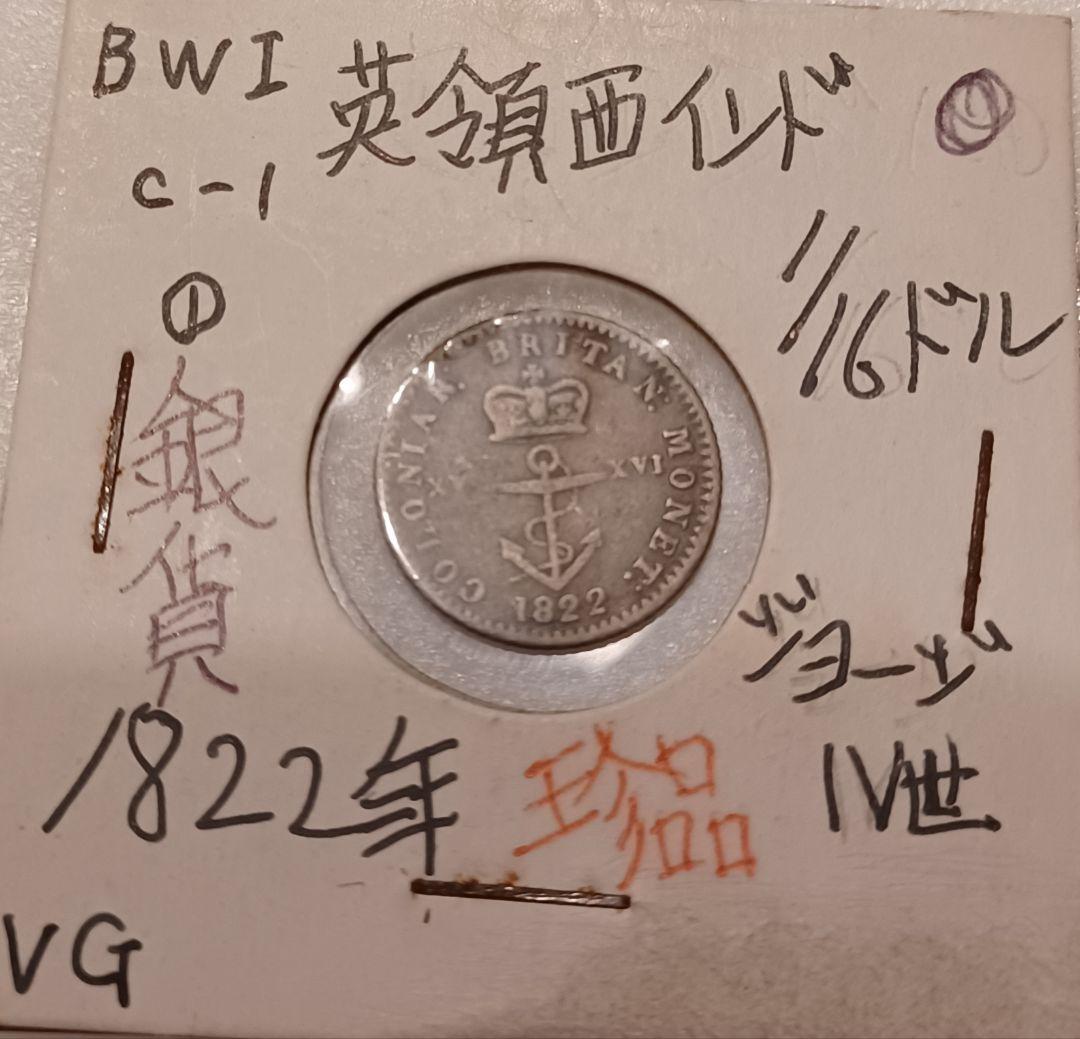 BWI 英領西インド
C-1
1/16ドル
①
銀貨
COLONIAR. BRITAN. MONET.
XVI
1822
ジョージ
IV世
1822年 珍品
VG